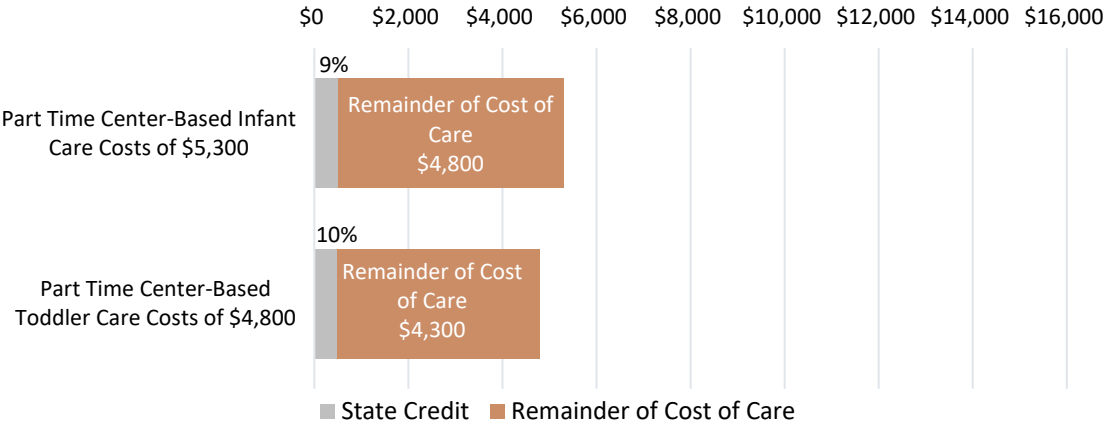 $0 $2,000 $4,000 $6,000 $8,000 $10,000 $12,000 $14,000 $16,000
9%
Part Time Center-Based Infant
Care Costs of $5,300
Remainder of Cost of
Care
$4,800
10%
Part Time Center-Based
Toddler Care Costs of $4,800
Remainder of Cost
of Care
$4,300
State Credit Remainder of Cost of Care